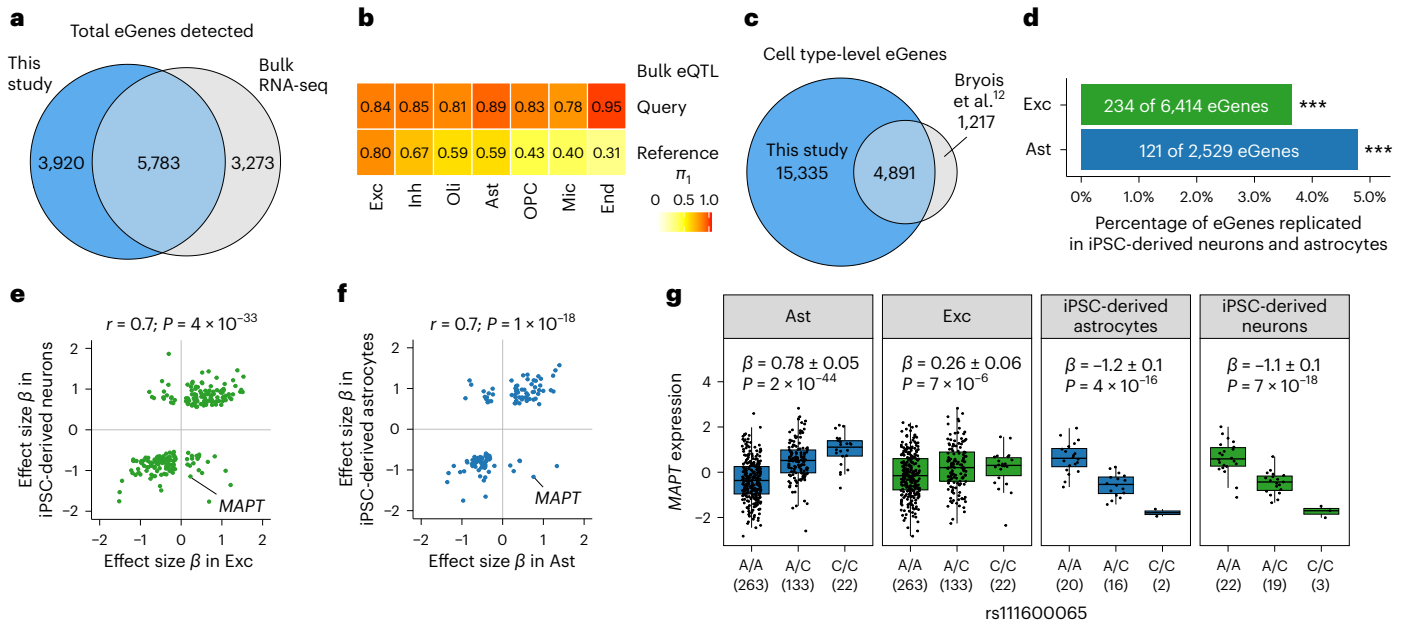 a
Total eGenes detected
This
study
Bulk
RNA-seq
3,920
5,783
3,273
b
Bulk eQTL
0.84 0.85 0.81 0.89 0.83 0.78 0.95
Query
0.80 0.67 0.59 0.59 0.43 0.40 0.31
Reference
π1
0 0.5 1.0
Exc Inh Oli Ast OPC Mic End
c
Cell type-level eGenes
Bryois
et al.12
1,217
This study
15,335
4,891
d
Exc
234 of 6,414 eGenes
***
Ast
121 of 2,529 eGenes
***
0% 1.0% 2.0% 3.0% 4.0% 5.0%
Percentage of eGenes replicated
in iPSC-derived neurons and astrocytes
e
r = 0.7; P = 4 × 10−33
Effect size β in
iPSC-derived neurons
2
1
0
−1
−2
MAPT
−2 −1 0 1 2
Effect size β in Exc
f
r = 0.7; P = 1 × 10−18
Effect size β in
iPSC-derived astrocytes
2
1
0
−1
−2
MAPT
−2 −1 0 1 2
Effect size β in Ast
g
MAPT expression
4
2
0
−2
Ast
β = 0.78 ± 0.05
P = 2 × 10−44
A/A A/C C/C
(263) (133) (22)
Exc
β = 0.26 ± 0.06
P = 7 × 10−6
A/A A/C C/C
(263) (133) (22)
iPSC-derived
astrocytes
β = −1.2 ± 0.1
P = 4 × 10−16
A/A A/C C/C
(20) (16) (2)
iPSC-derived
neurons
β = −1.1 ± 0.1
P = 7 × 10−18
A/A A/C C/C
(22) (19) (3)
rs111600065